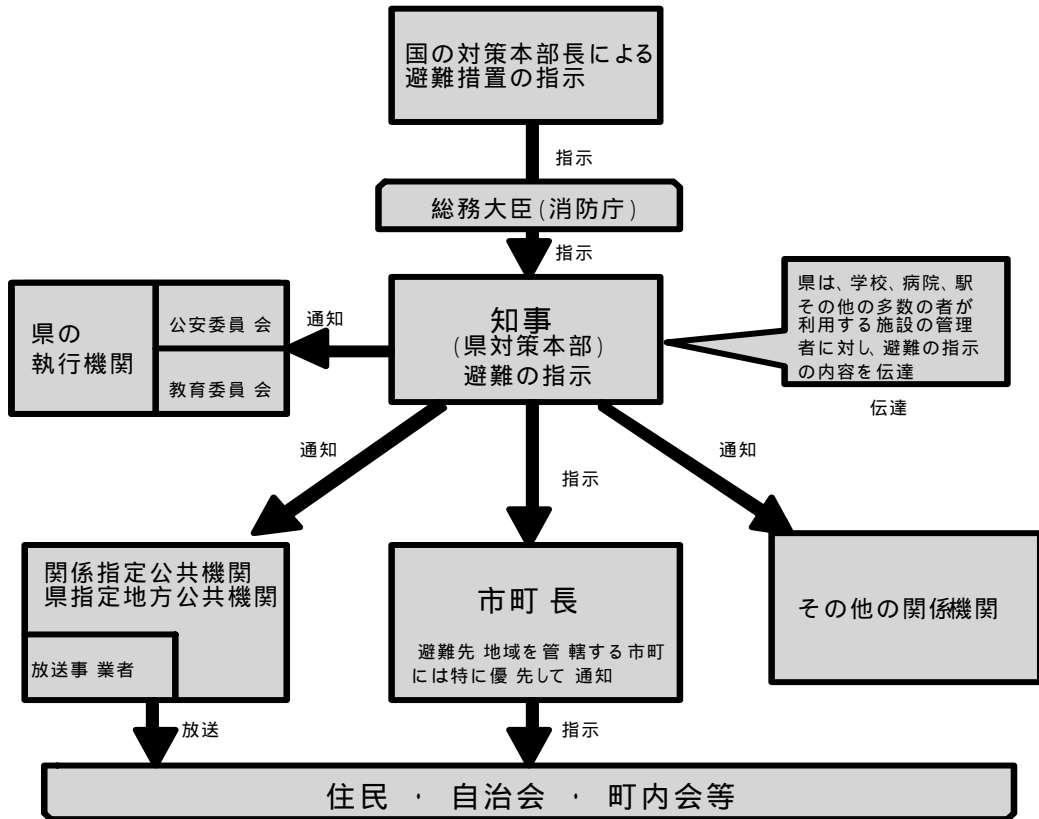 国の対策本部長による
避難措置の指示
指示
総務大臣(消防庁)
指示
県の
執行機関
公安委員会
教育委員会
通知
知事
(県対策本部)
避難の指示
県は、学校、病院、駅
その他の多数の者が
利用する施設の管理
者に対し、避難の指示
の内容を伝達
伝達
通知
指示
通知
関係指定公共機関
県指定地方公共機関
放送事業者
市町長
避難先地域を管轄する市町
には特に優先して通知
その他の関係機関
放送
指示
住民・自治会・町内会等